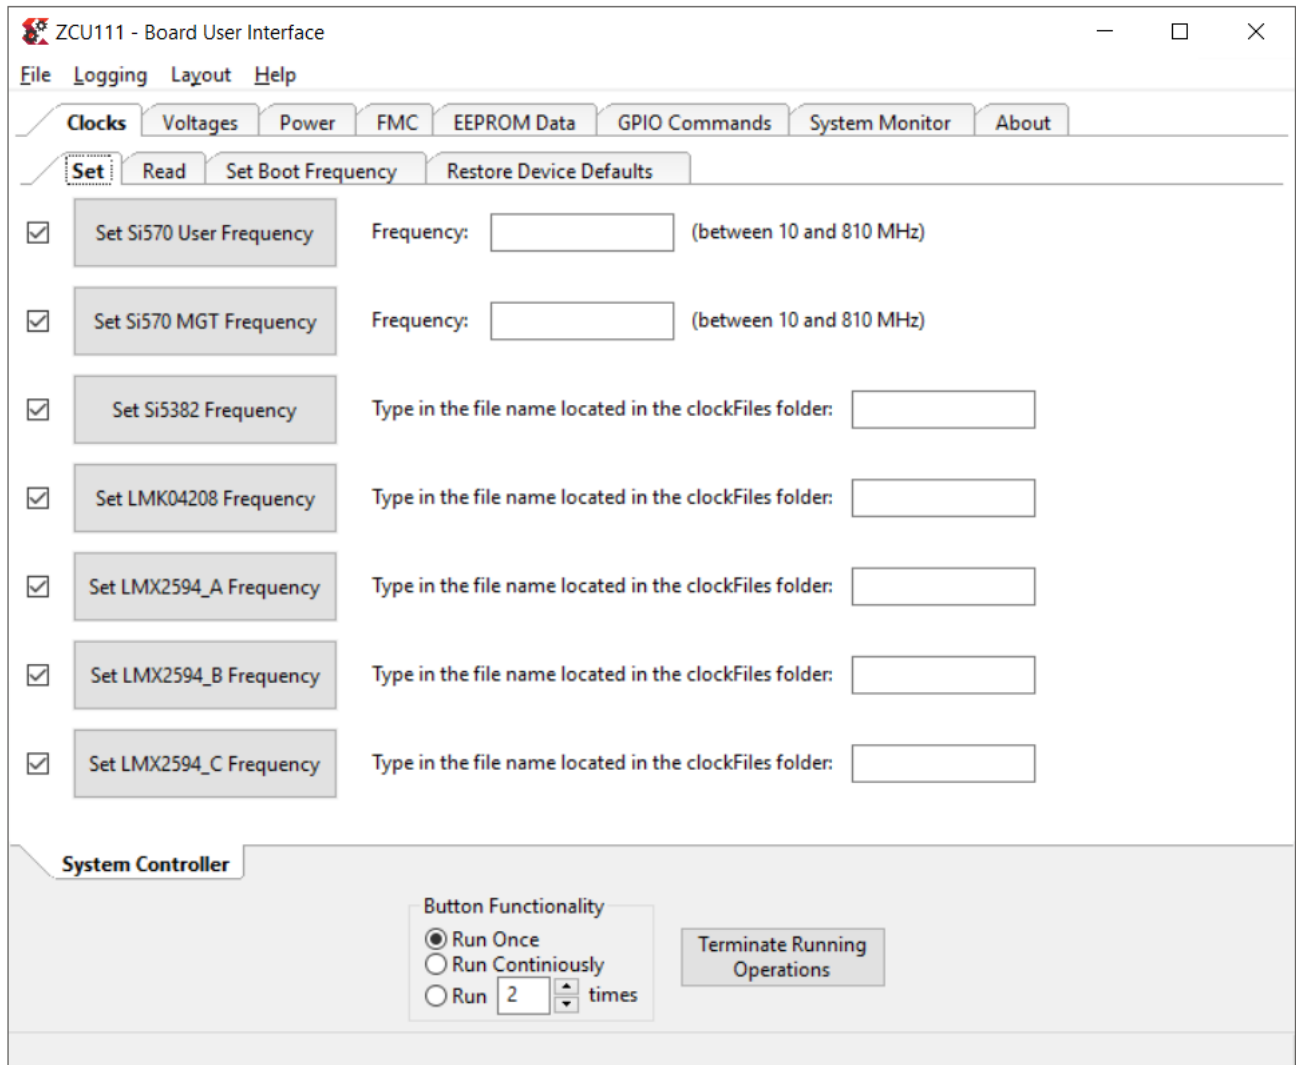 ZCU111 - Board User Interface
File Logging Layout Help
Clocks Voltages Power FMC EEPROM Data GPIO Commands System Monitor About
Set Read Set Boot Frequency Restore Device Defaults
Set Si570 User Frequency Frequency: (between 10 and 810 MHz)
Set Si570 MGT Frequency Frequency: (between 10 and 810 MHz)
Set Si5382 Frequency Type in the file name located in the clockFiles folder:
Set LMK04208 Frequency Type in the file name located in the clockFiles folder:
Set LMX2594_A Frequency Type in the file name located in the clockFiles folder:
Set LMX2594_B Frequency Type in the file name located in the clockFiles folder:
Set LMX2594_C Frequency Type in the file name located in the clockFiles folder:
System Controller
Button Functionality
Run Once
Run Continiously
Run 2 times
Terminate Running
Operations